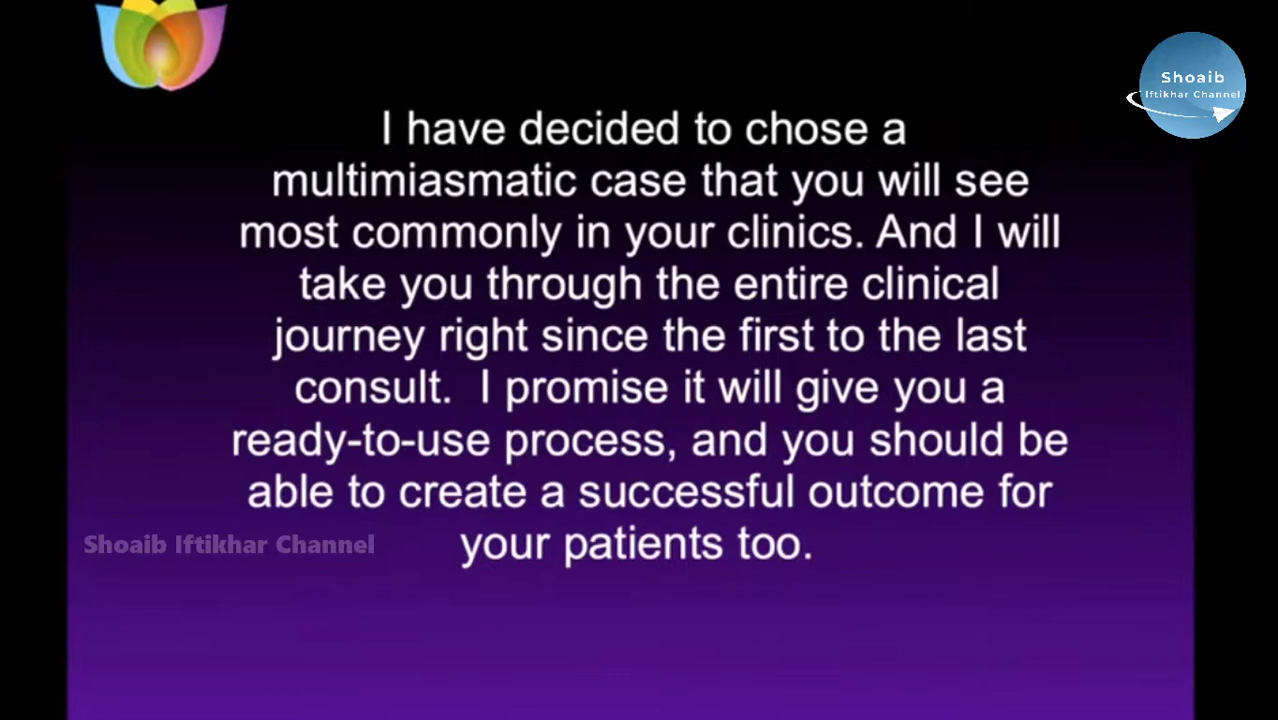 Shoaib
Iftikhar Channel
I have decided to chose a
multimiasmatic case that you will see
most commonly in your clinics. And I will
take you through the entire clinical
journey right since the first to the last
consult.  I promise it will give you a
ready-to-use process, and you should be
able to create a successful outcome for
Shoaib Iftikhar Channel
your patients too.